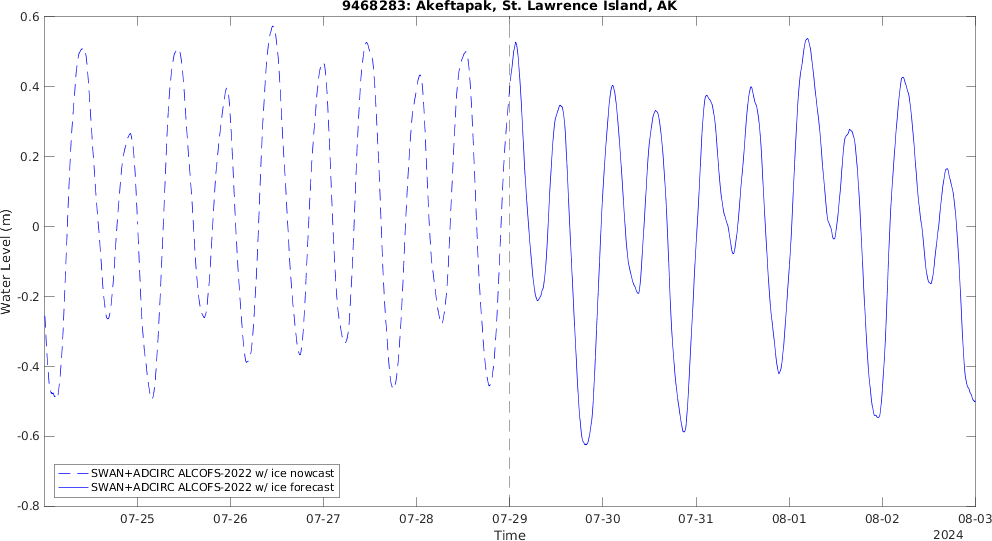 9468283: Akeftapak, St. Lawrence Island, AK
0.6
0.4
0.2
0
-0.2
-0.4
-0.6
-0.8
Water Level (m)
SWAN+ADCIRC ALCOFS-2022 w/ ice nowcast
SWAN+ADCIRC ALCOFS-2022 w/ ice forecast
07-25 07-26 07-27 07-28 07-29 07-30 07-31 08-01 08-02 08-03
Time
2024